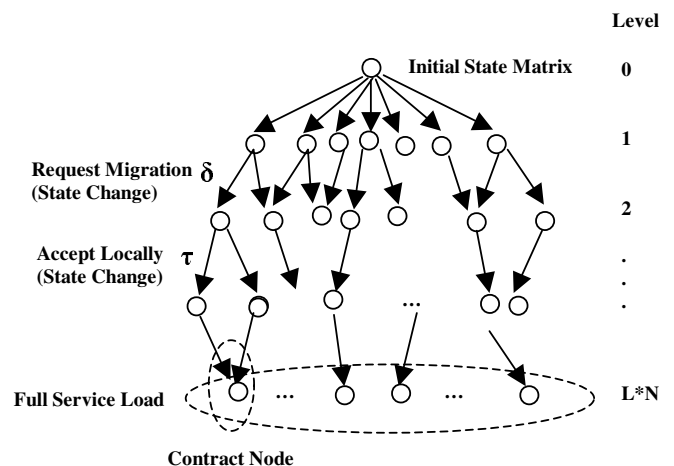 Level
Initial State Matrix 0
1
Request Migration δ
(State Change)
2
Accept Locally τ
(State Change)
.
.
.
...
Full Service Load ... ... L*N
Contract Node